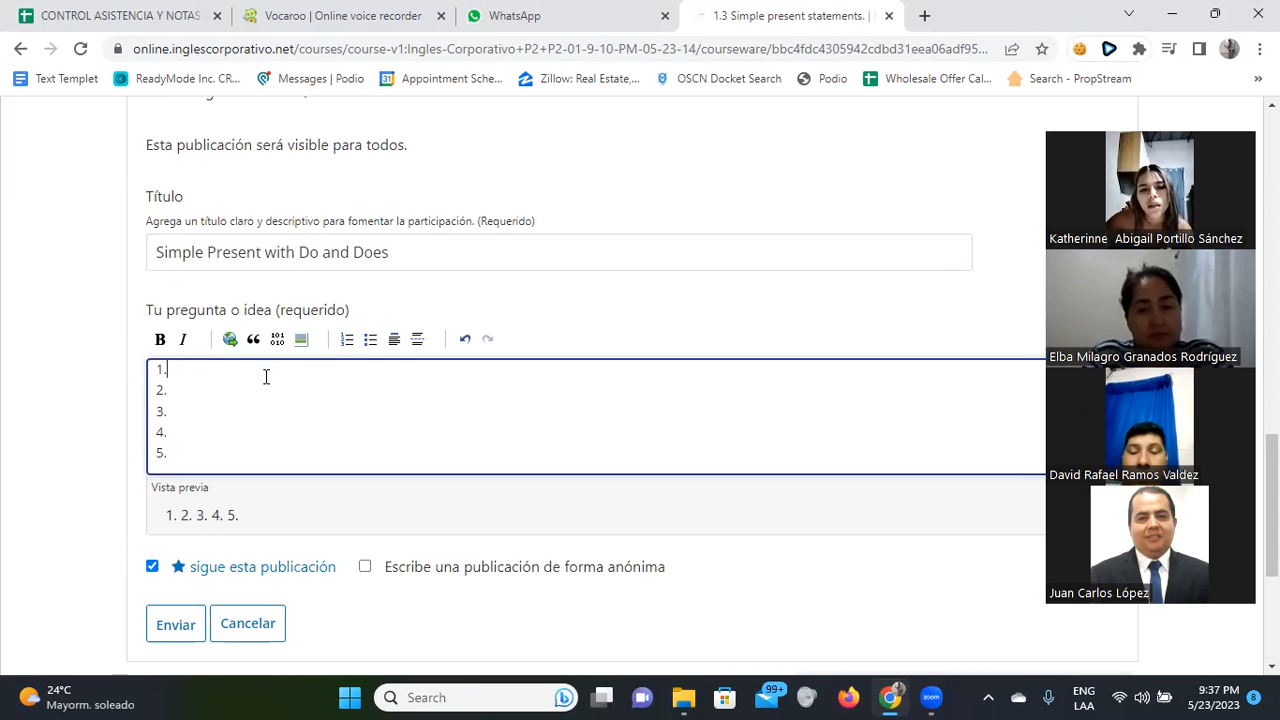 CONTROL ASISTENCIA Y NOTAS
Vocaroo | Online voice recorder
WhatsApp
1.3 Simple present statements. |
online.inglescorporativo.net/courses/course-v1:Ingles-Corporativo+P2+P2-01-9-10-PM-05-23-14/courseware/bbc4fdc4305942cdbd31eea06adf95...
Text Templet
ReadyMode Inc. CR...
Messages | Podio
Appointment Sche...
Zillow: Real Estate,...
OSCN Docket Search
Podio
Wholesale Offer Cal...
Search - PropStream
Esta publicación será visible para todos.
Título
Agrega un título claro y descriptivo para fomentar la participación. (Requerido)
Simple Present with Do and Does
Tu pregunta o idea (requerido)
1.
2.
3.
4.
5.
Vista previa
1. 2. 3. 4. 5.
sigue esta publicación
Escribe una publicación de forma anónima
Enviar
Cancelar
Katherinne Abigail Portillo Sánchez
Elba Milagro Granados Rodríguez
David Rafael Ramos Valdez
Juan Carlos López
24°C
Mayorm. soleado
Search
99+
ENG
LAA
9:37 PM
5/23/2023
8